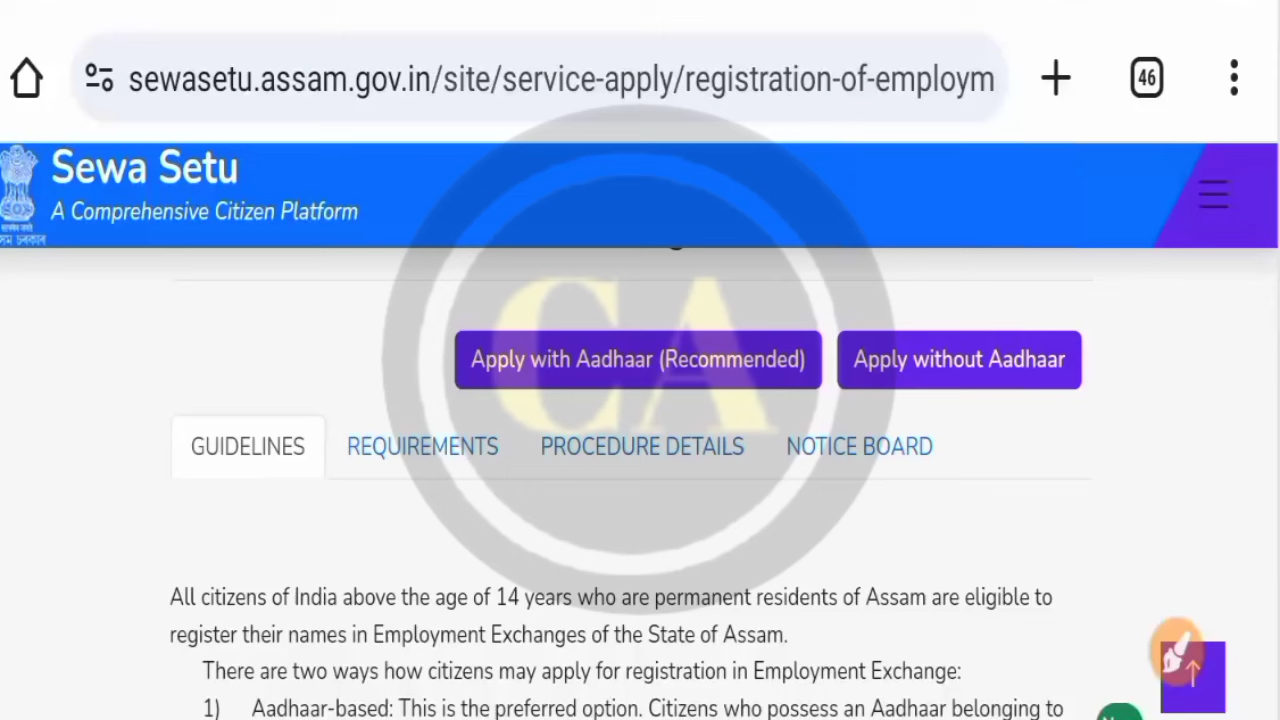 sewasetu.assam.gov.in/site/service-apply/registration-of-employm
46
Sewa Setu
A Comprehensive Citizen Platform
Apply with Aadhaar (Recommended)
Apply without Aadhaar
CA
GUIDELINES
REQUIREMENTS
PROCEDURE DETAILS
NOTICE BOARD
All citizens of India above the age of 14 years who are permanent residents of Assam are eligible to
register their names in Employment Exchanges of the State of Assam.
There are two ways how citizens may apply for registration in Employment Exchange:
1) Aadhaar-based: This is the preferred option. Citizens who possess an Aadhaar belonging to